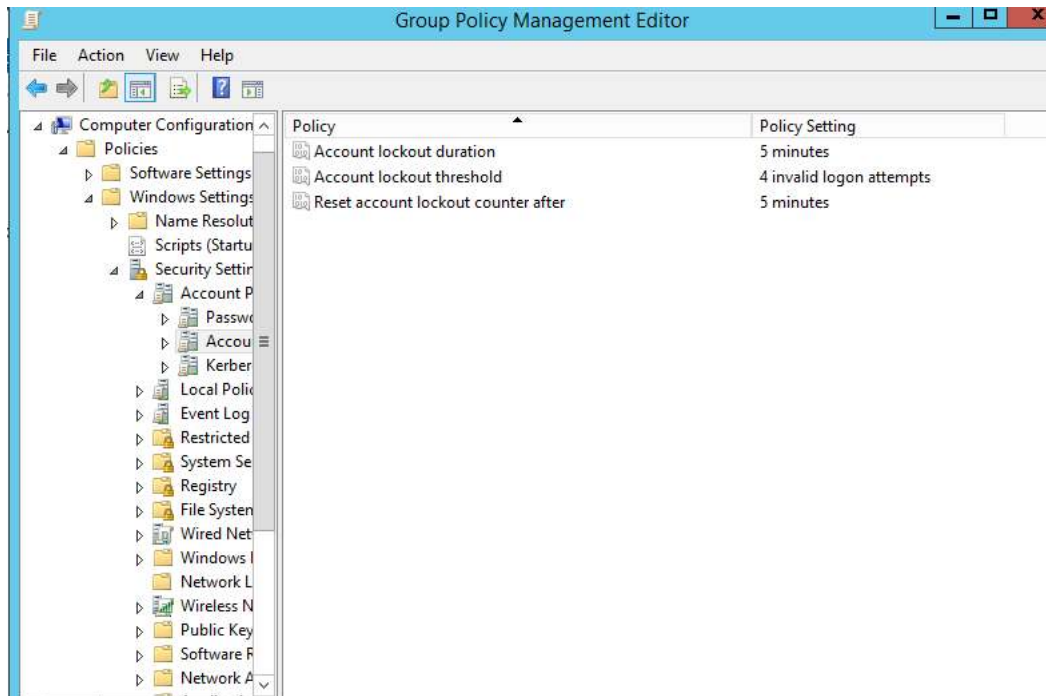 Group Policy Management Editor
File Action View Help
Computer Configuration
Policies
Software Settings
Windows Settings
Name Resolut
Scripts (Startu
Security Settin
Account P
Passwo
Accou
Kerber
Local Polic
Event Log
Restricted
System Se
Registry
File System
Wired Net
Windows
Network L
Wireless N
Public Key
Software R
Network A
Policy Policy Setting
Account lockout duration 5 minutes
Account lockout threshold 4 invalid logon attempts
Reset account lockout counter after 5 minutes